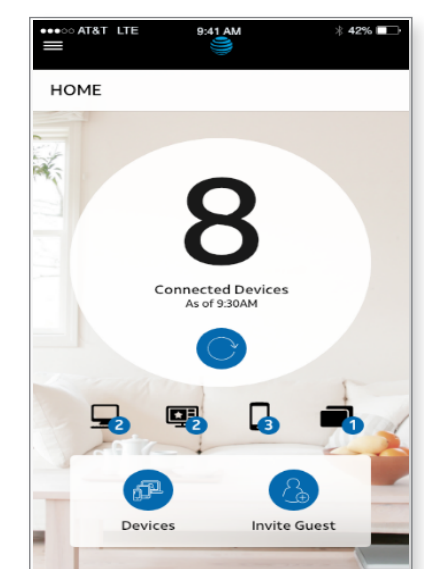 AT&T LTE 9:41 AM 42%
HOME
8
Connected Devices
As of 9:30AM
2 2 3 1
Devices Invite Guest